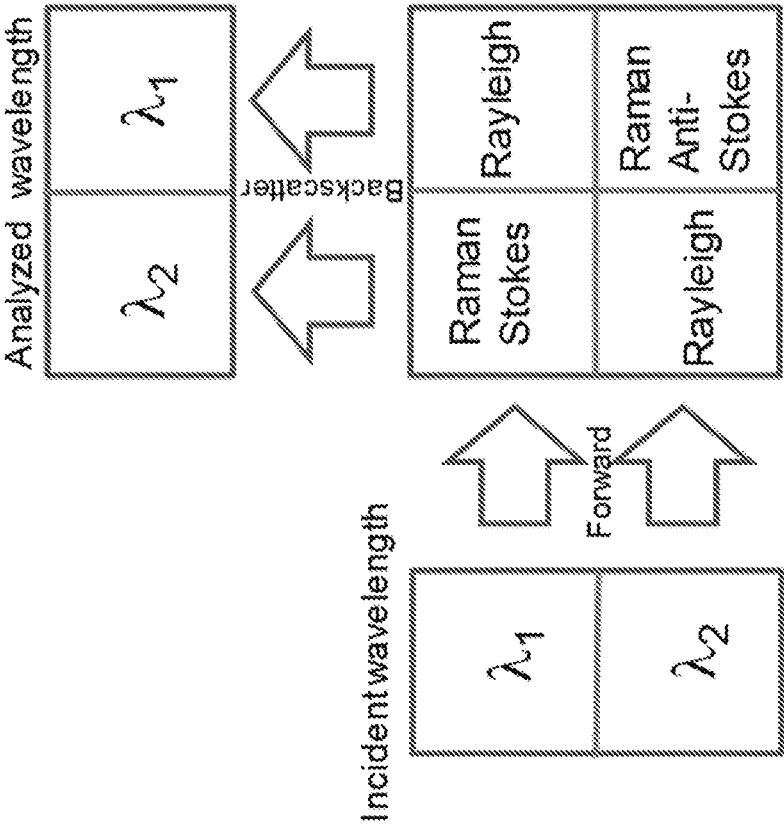 Incident wavelength
λ1
λ2
Forward
Raman
Stokes
Rayleigh
Rayleigh
Raman
Anti-
Stokes
Backscatter
Analyzed wavelength
λ2
λ1